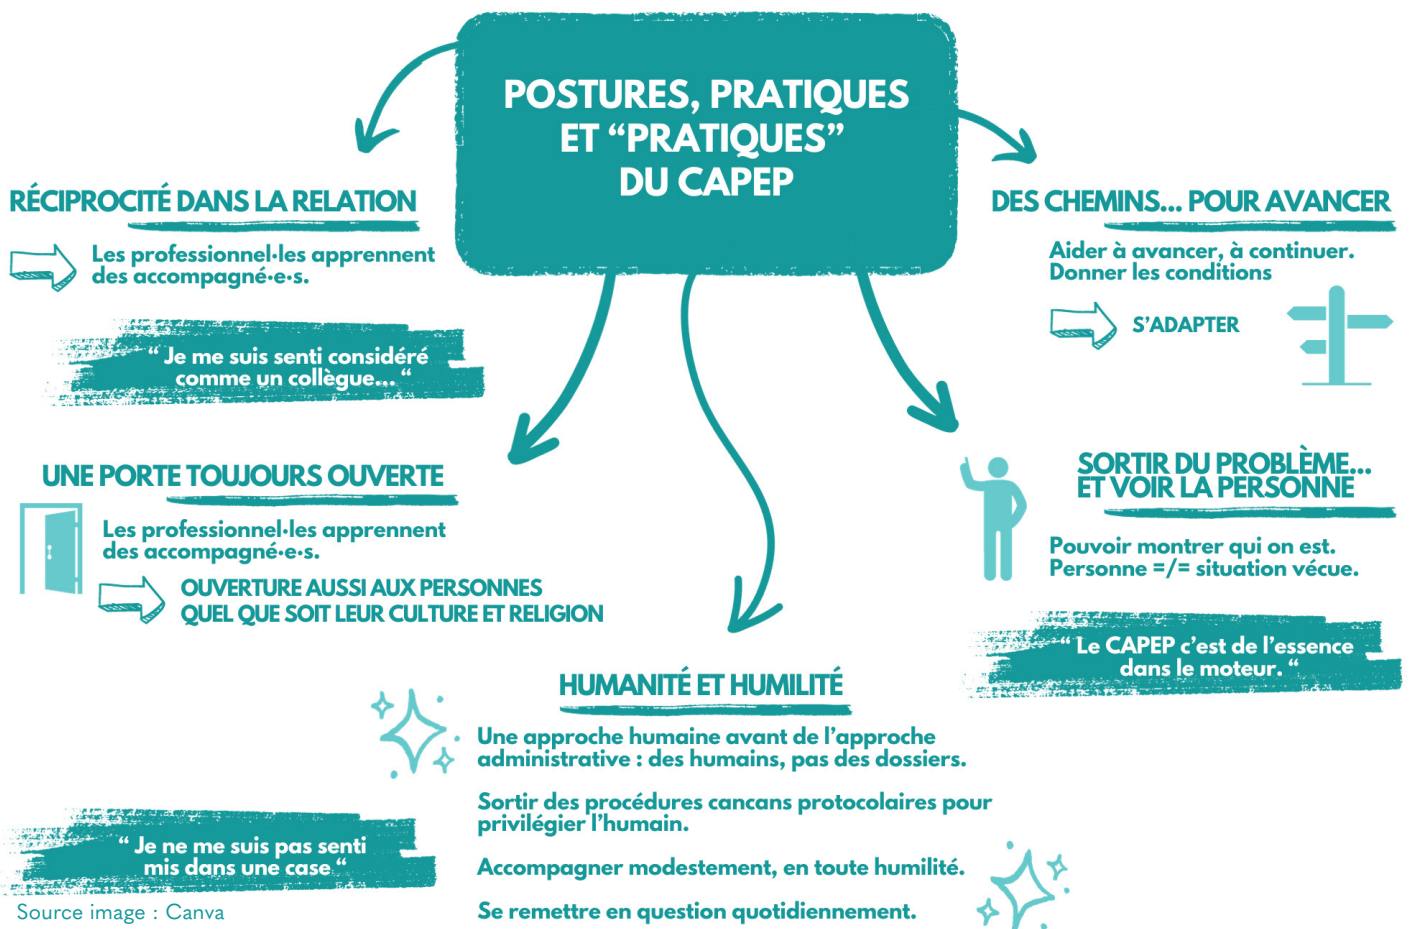 POSTURES, PRATIQUES
ET “PRATIQUES”
DU CAPEP
RÉCIPROCITÉ DANS LA RELATION
Les professionnel·les apprennent
des accompagné·e·s.
“ Je me suis senti considéré
comme un collègue... “
UNE PORTE TOUJOURS OUVERTE
Les professionnel·les apprennent
des accompagné·e·s.
OUVERTURE AUSSI AUX PERSONNES
QUEL QUE SOIT LEUR CULTURE ET RELIGION
HUMANITÉ ET HUMILITÉ
Une approche humaine avant de l’approche
administrative : des humains, pas des dossiers.
Sortir des procédures cancans protocolaires pour
privilégier l’humain.
Accompagner modestement, en toute humilité.
Se remettre en question quotidiennement.
“ Je ne me suis pas senti
mis dans une case “
DES CHEMINS... POUR AVANCER
Aider à avancer, à continuer.
Donner les conditions
S’ADAPTER
SORTIR DU PROBLÈME...
ET VOIR LA PERSONNE
Pouvoir montrer qui on est.
Personne =/= situation vécue.
“ Le CAPEP c’est de l’essence
dans le moteur. “
Source image : Canva